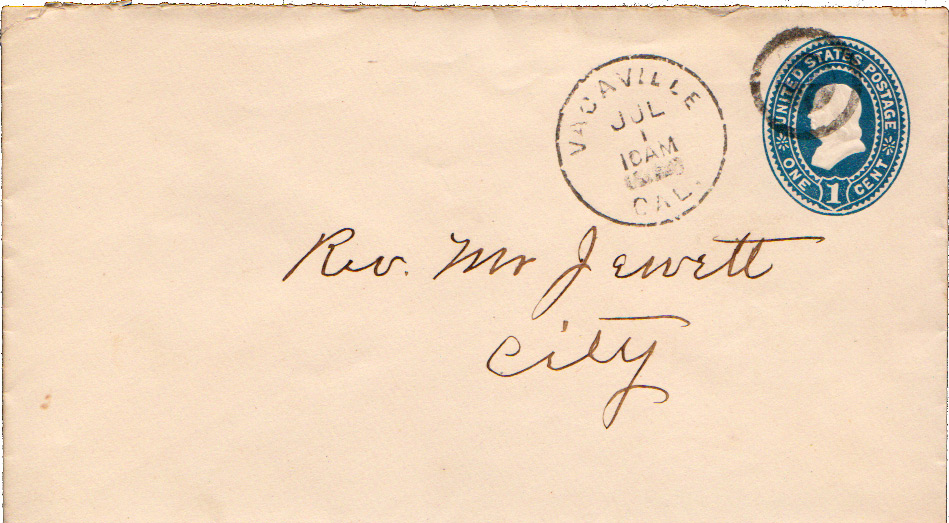 VACAVILLE
JUL
1
10AM
CAL.
UNITED STATES POSTAGE
ONE 1 CENT
Rev. Mr Jewett
City